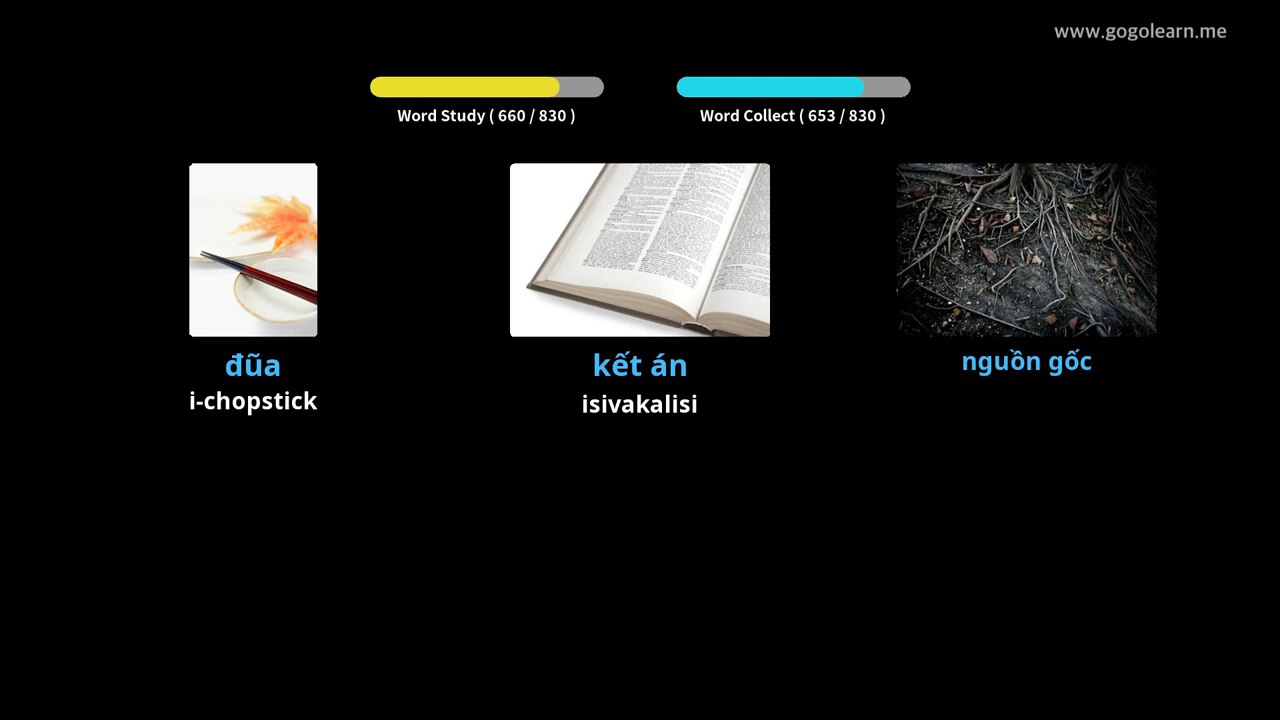 www.gogolearn.me
Word Study ( 660 / 830 )
Word Collect ( 653 / 830 )
đũa
i-chopstick
kết án
isivakalisi
nguồn gốc